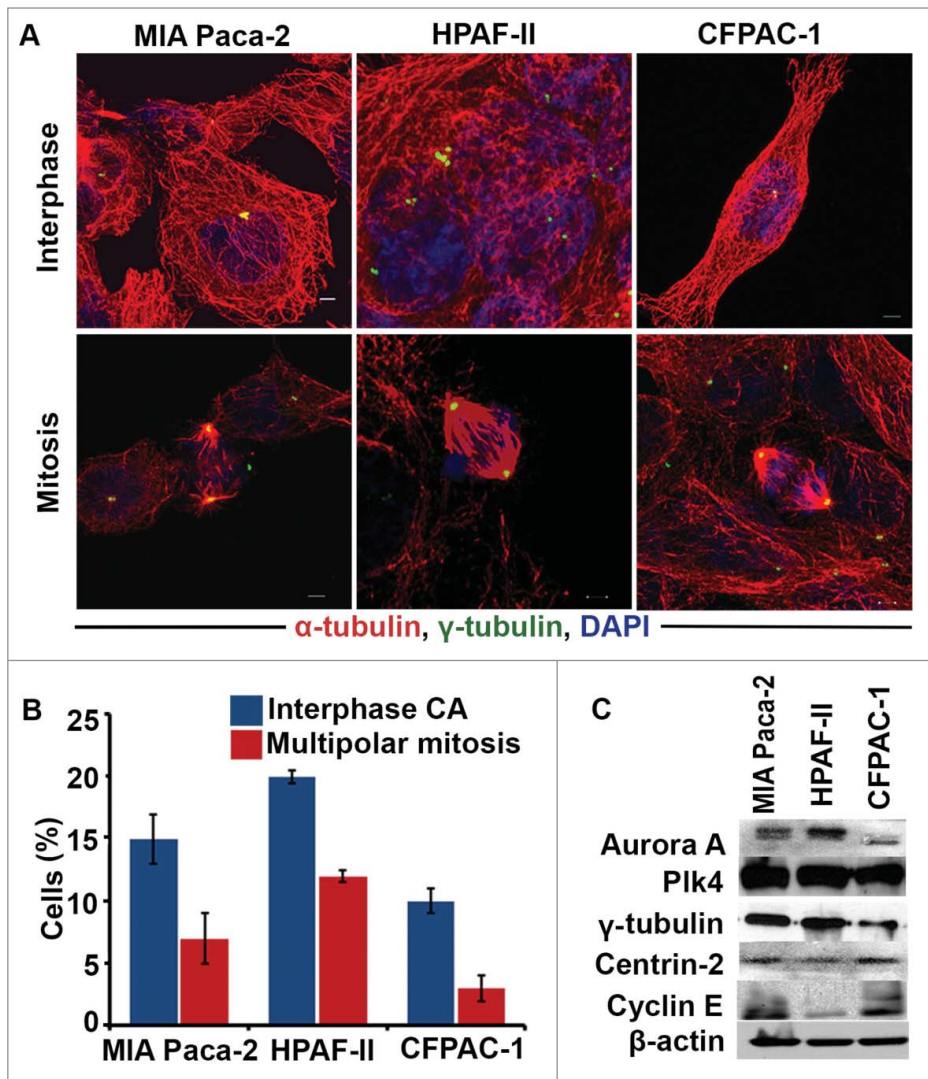 A
MIA Paca-2
HPAF-II
CFPAC-1
Interphase
Mitosis
α-tubulin, γ-tubulin, DAPI
B
Interphase CA
Multipolar mitosis
Cells (%)
25
20
15
10
5
0
MIA Paca-2
HPAF-II
CFPAC-1
C
MIA Paca-2
HPAF-II
CFPAC-1
Aurora A
Plk4
γ-tubulin
Centrin-2
Cyclin E
β-actin